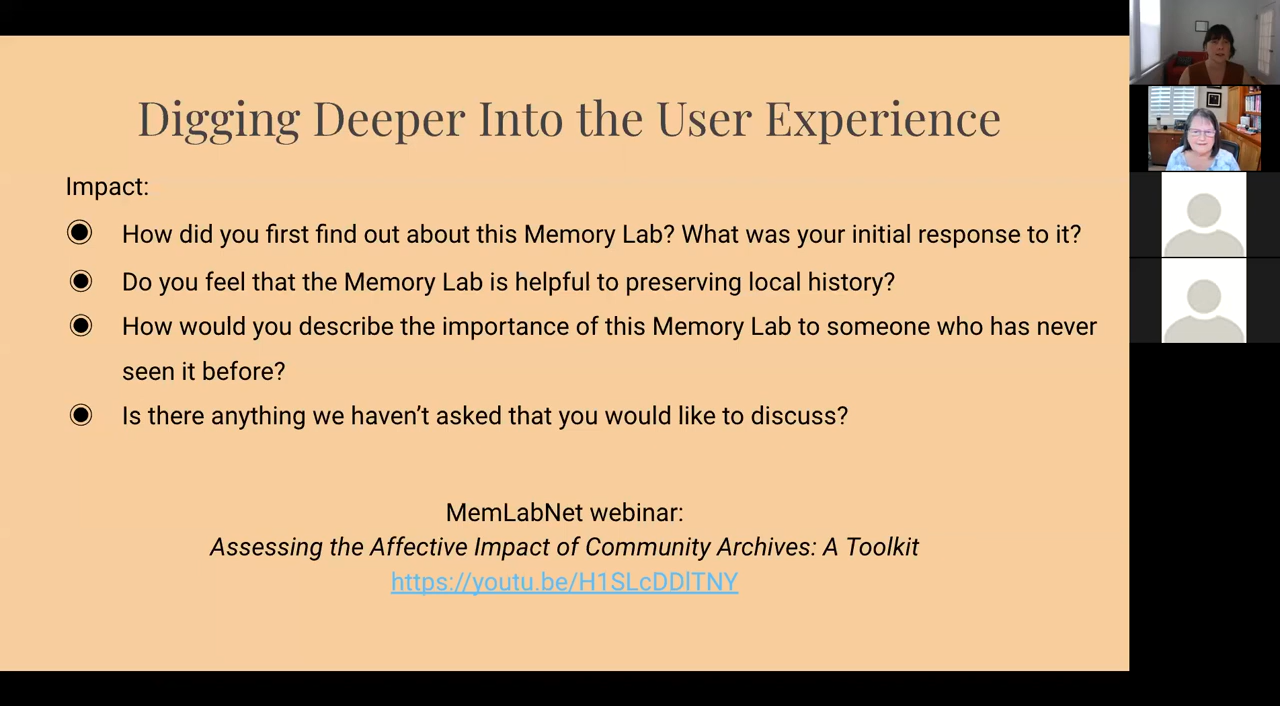 Digging Deeper Into the User Experience
Impact:
How did you first find out about this Memory Lab? What was your initial response to it?
Do you feel that the Memory Lab is helpful to preserving local history?
How would you describe the importance of this Memory Lab to someone who has never
seen it before?
Is there anything we haven’t asked that you would like to discuss?
MemLabNet webinar:
Assessing the Affective Impact of Community Archives: A Toolkit
https://youtu.be/H1SLcDDlTNY